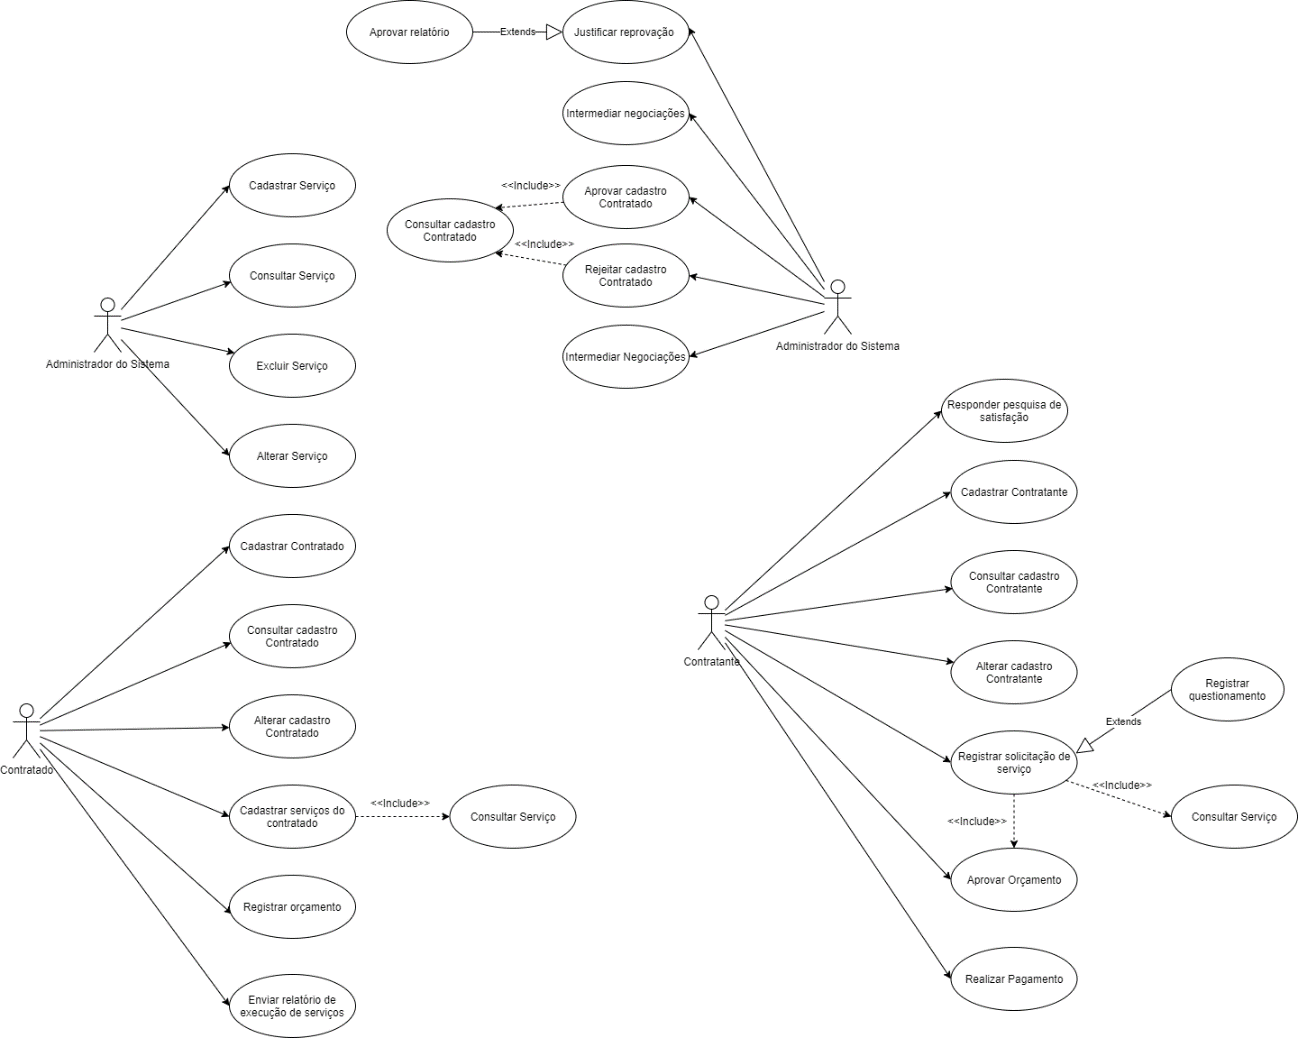 Aprovar relatório
Extends
Justificar reprovação
Intermediar negociações
Cadastrar Serviço
<<Include>>
Aprovar cadastro
Contratado
Consultar cadastro
Contratado
<<Include>>
Rejeitar cadastro
Contratado
Consultar Serviço
Administrador do Sistema
Intermediar Negociações
Administrador do Sistema
Excluir Serviço
Responder pesquisa de
satisfação
Alterar Serviço
Cadastrar Contratante
Cadastrar Contratado
Consultar cadastro
Contratante
Consultar cadastro
Contratado
Contratante
Alterar cadastro
Contratante
Registrar
questionamento
Extends
Alterar cadastro
Contratado
Contratado
Registrar solicitação de
serviço
<<Include>>
Cadastrar serviços do
contratado
<<Include>>
Consultar Serviço
<<Include>>
Consultar Serviço
Aprovar Orçamento
Registrar orçamento
Realizar Pagamento
Enviar relatório de
execução de serviços